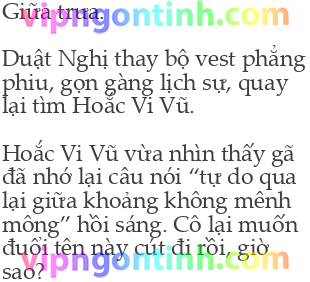 vipngontinh.com
Giữa trưa.
Duật Nghị thay bộ vest phẳng
phiu, gọn gàng lịch sự, quay
lại tìm Hoắc Vi Vũ.
Hoắc Vi Vũ vừa nhìn thấy gã
đã nhớ lại câu nói “tự do qua
lại giữa khoảng không mênh
mông” hồi sáng. Cô lại muốn
đuổi tên này cút đi rồi, giờ
vipngontinh.com
sao?